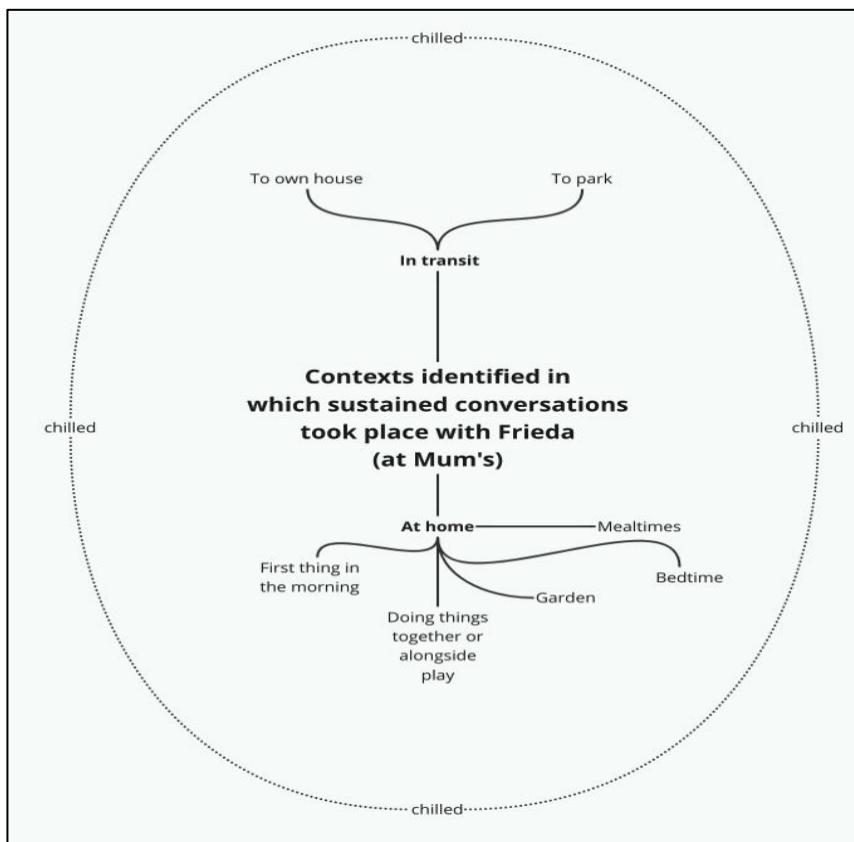 chilled
To own house
To park
In transit
Contexts identified in
which sustained conversations
took place with Frieda
(at Mum's)
chilled
chilled
At home
Mealtimes
First thing in
the morning
Bedtime
Garden
Doing things
together or
alongside
play
chilled